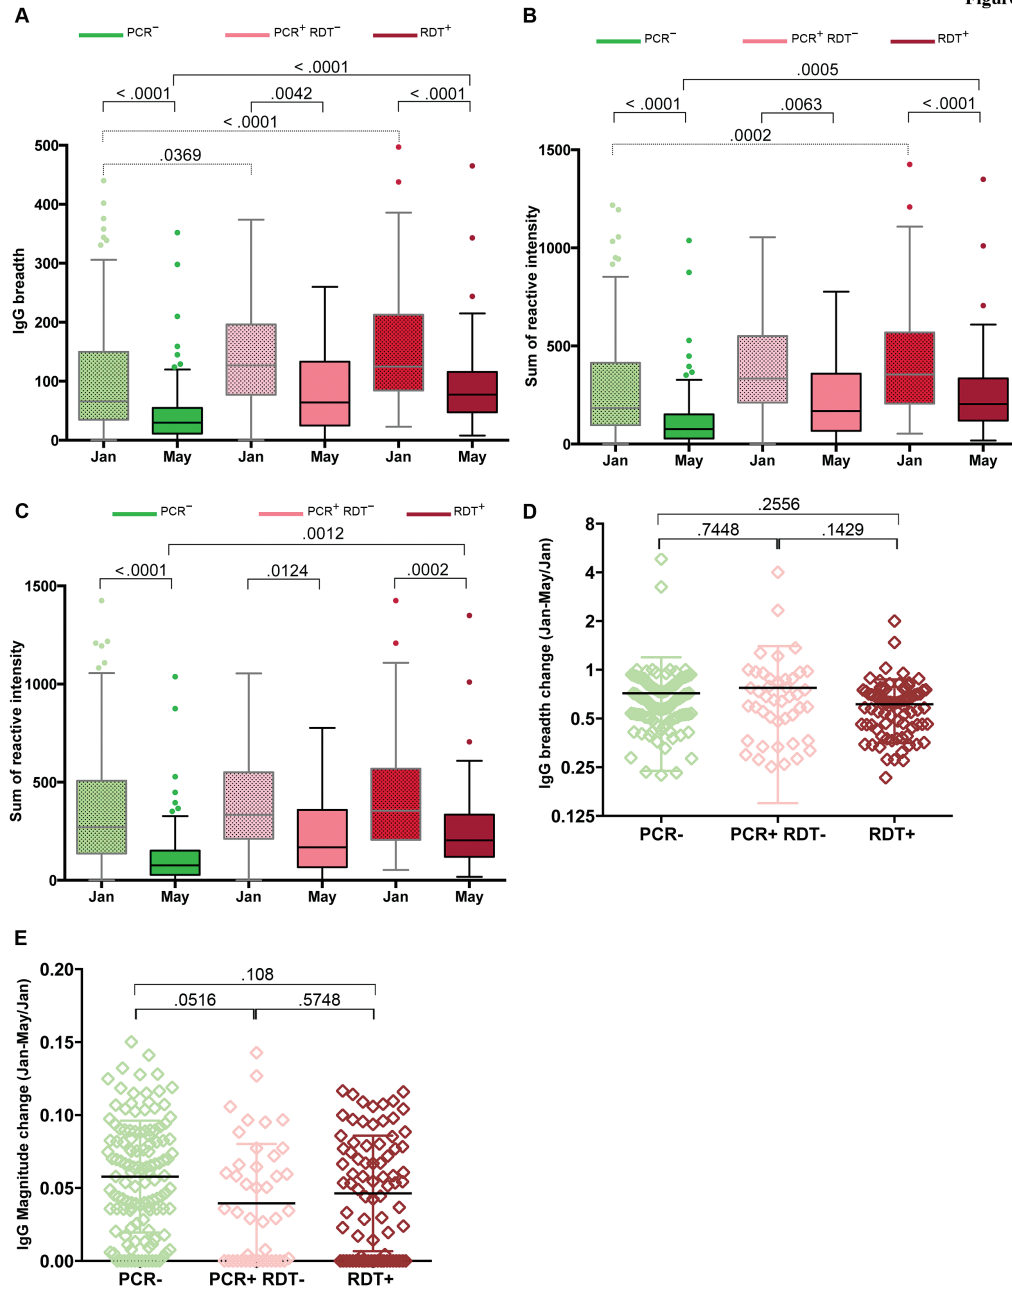 Figure
A
PCR⁻ PCR⁺ RDT⁻ RDT⁺
< .0001
< .0001 .0042 < .0001
< .0001
.0369
IgG breadth
500
400
300
200
100
0
Jan May Jan May Jan May
B
PCR⁻ PCR⁺ RDT⁻ RDT⁺
.0005
< .0001 .0063 < .0001
.0002
Sum of reactive intensity
1500
1000
500
0
Jan May Jan May Jan May
C
PCR⁻ PCR⁺ RDT⁻ RDT⁺
.0012
<.0001 .0124 .0002
Sum of reactive intensity
1500
1000
500
0
Jan May Jan May Jan May
D
.2556
.7448 .1429
IgG breadth change (Jan-May/Jan)
8
4
2
1
0.5
0.25
0.125
PCR- PCR+ RDT- RDT+
E
.108
.0516 .5748
IgG Magnitude change (Jan-May/Jan)
0.20
0.15
0.10
0.05
0.00
PCR- PCR+ RDT- RDT+